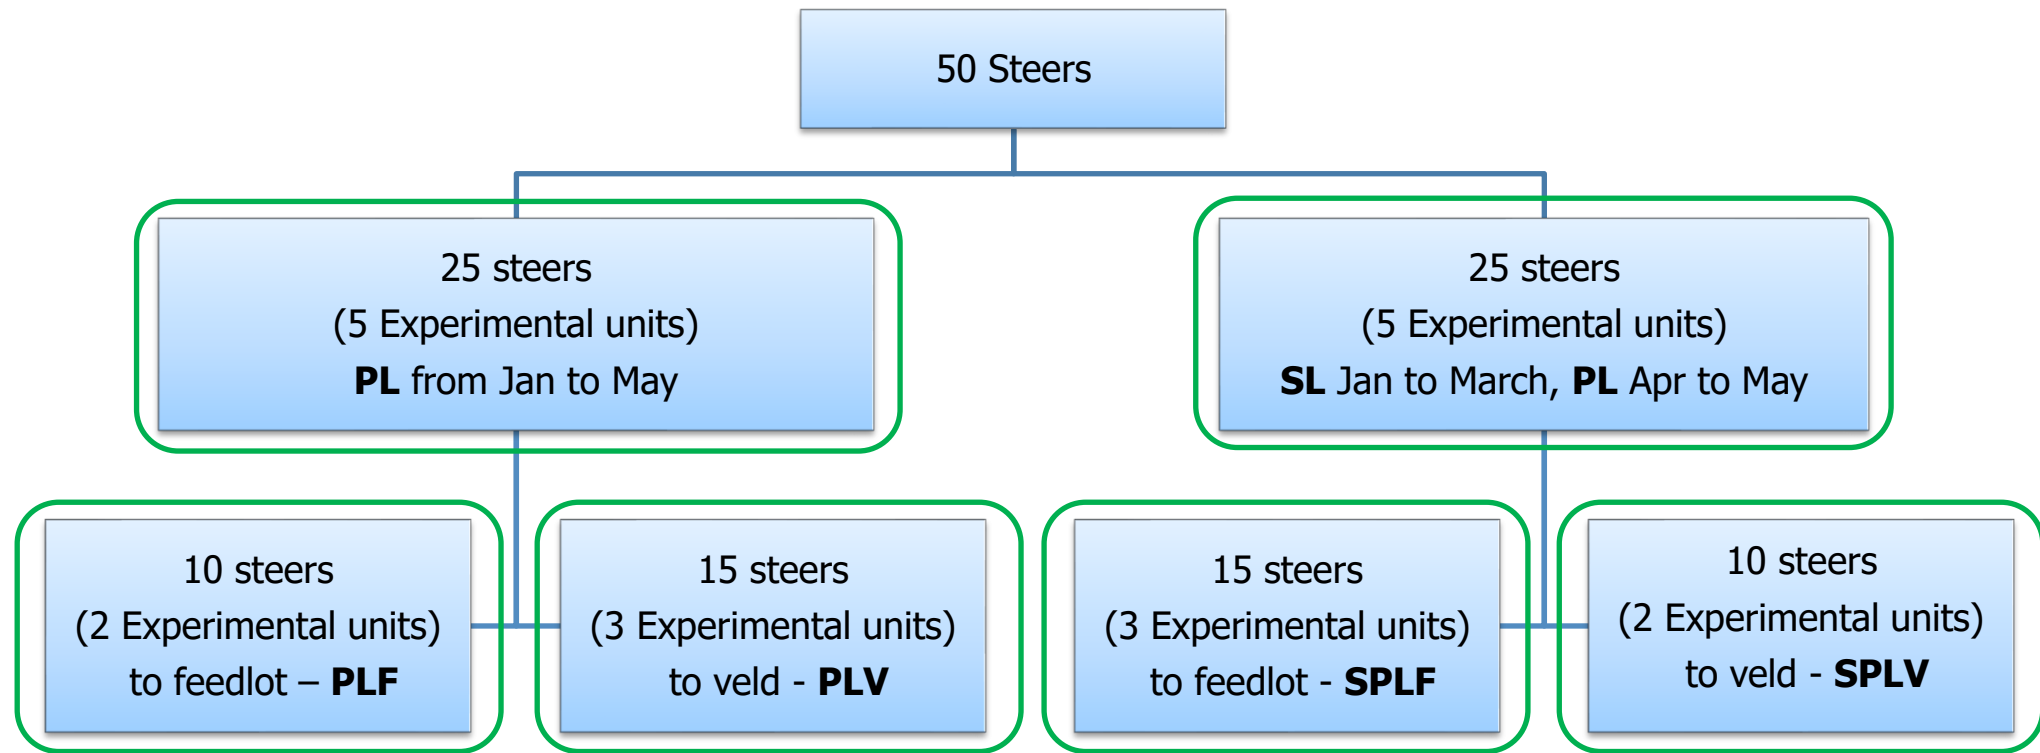 50 Steers
25 steers
(5 Experimental units)
PL from Jan to May
25 steers
(5 Experimental units)
SL Jan to March, PL Apr to May
10 steers
(2 Experimental units)
to feedlot – PLF
15 steers
(3 Experimental units)
to veld - PLV
15 steers
(3 Experimental units)
to feedlot - SPLF
10 steers
(2 Experimental units)
to veld - SPLV